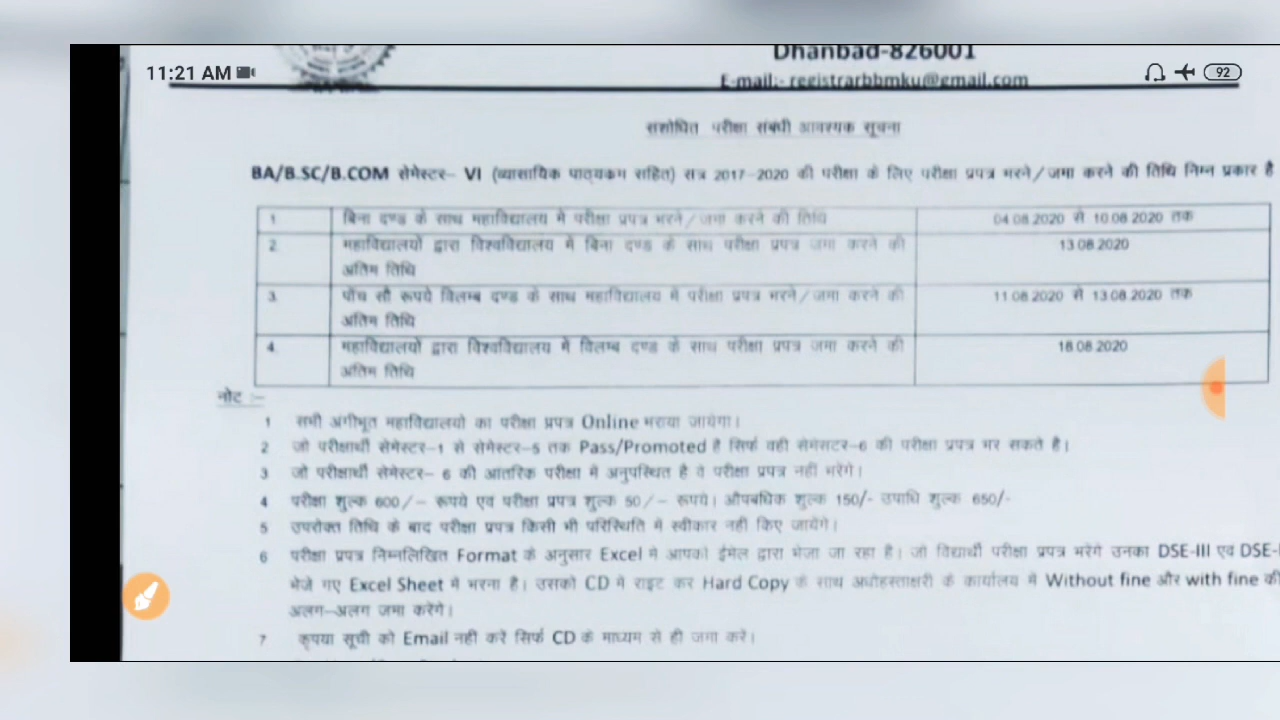 Dhanbad-826001
11:21 AM
92
E-mail:- registrarbbmku@gmail.com
संशोधित परीक्षा संबंधी आवश्यक सूचना
BA/B.SC/B.COM सेमेस्टर– VI (व्यासायिक पाठ्यकम सहित) सत्र 2017–2020 की परीक्षा के लिए परीक्षा प्रपत्र भरने/जमा करने की तिथि निम्न प्रकार है
1. बिना दण्ड के साथ महाविद्यालय में परीक्षा प्रपत्र भरने/जमा करने की तिथि 04.08.2020 से 10.08.2020 तक
2. महाविद्यालयों द्वारा विश्वविद्यालय में बिना दण्ड के साथ परीक्षा प्रपत्र जमा करने की 13.08.2020
अंतिम तिथि
3. पाँच सौ रूपये विलम्ब दण्ड के साथ महाविद्यालय में परीक्षा प्रपत्र भरने/जमा करने की 11.08.2020 से 13.08.2020 तक
अंतिम तिथि
4. महाविद्यालयों द्वारा विश्वविद्यालय में विलम्ब दण्ड के साथ परीक्षा प्रपत्र जमा करने की 18.08.2020
अंतिम तिथि
नोट :–
1 सभी अंगीभूत महाविद्यालयो का परीक्षा प्रपत्र Online भराया जायेगा।
2 जो परीक्षार्थी सेमेस्टर–1 से सेमेस्टर–5 तक Pass/Promoted है सिर्फ वही सेमेसटर–6 की परीक्षा प्रपत्र भर सकते है।
3 जो परीक्षार्थी सेमेस्टर– 6 की आतंरिक परीक्षा में अनुपस्थित है वे परीक्षा प्रपत्र नहीं भरेंगे।
4 परीक्षा शुल्क 600/– रूपये एवं परीक्षा प्रपत्र शुल्क 50/– रूपये। औपबंधिक शुल्क 150/- उपाधि शुल्क 650/-
5 उपरोक्त तिथि के बाद परीक्षा प्रपत्र किसी भी परिस्थिति में स्वीकार नहीं किए जायेंगे।
6 परीक्षा प्रपत्र निम्नलिखित Format के अनुसार Excel मे आपको ईमेल द्वारा भेजा जा रहा है। जो विद्यार्थी परीक्षा प्रपत्र भरेंगे उनका DSE-III एवं DSE-
भेजे गए Excel Sheet में भरना है। उसको CD मे राइट कर Hard Copy के साथ अधोहस्ताक्षरी के कार्यालय मे Without fine और with fine की
अलग–अलग जमा करेंगे।
7 कृपया सूची को Email नही करें सिर्फ CD के माध्यम से ही जमा करे।